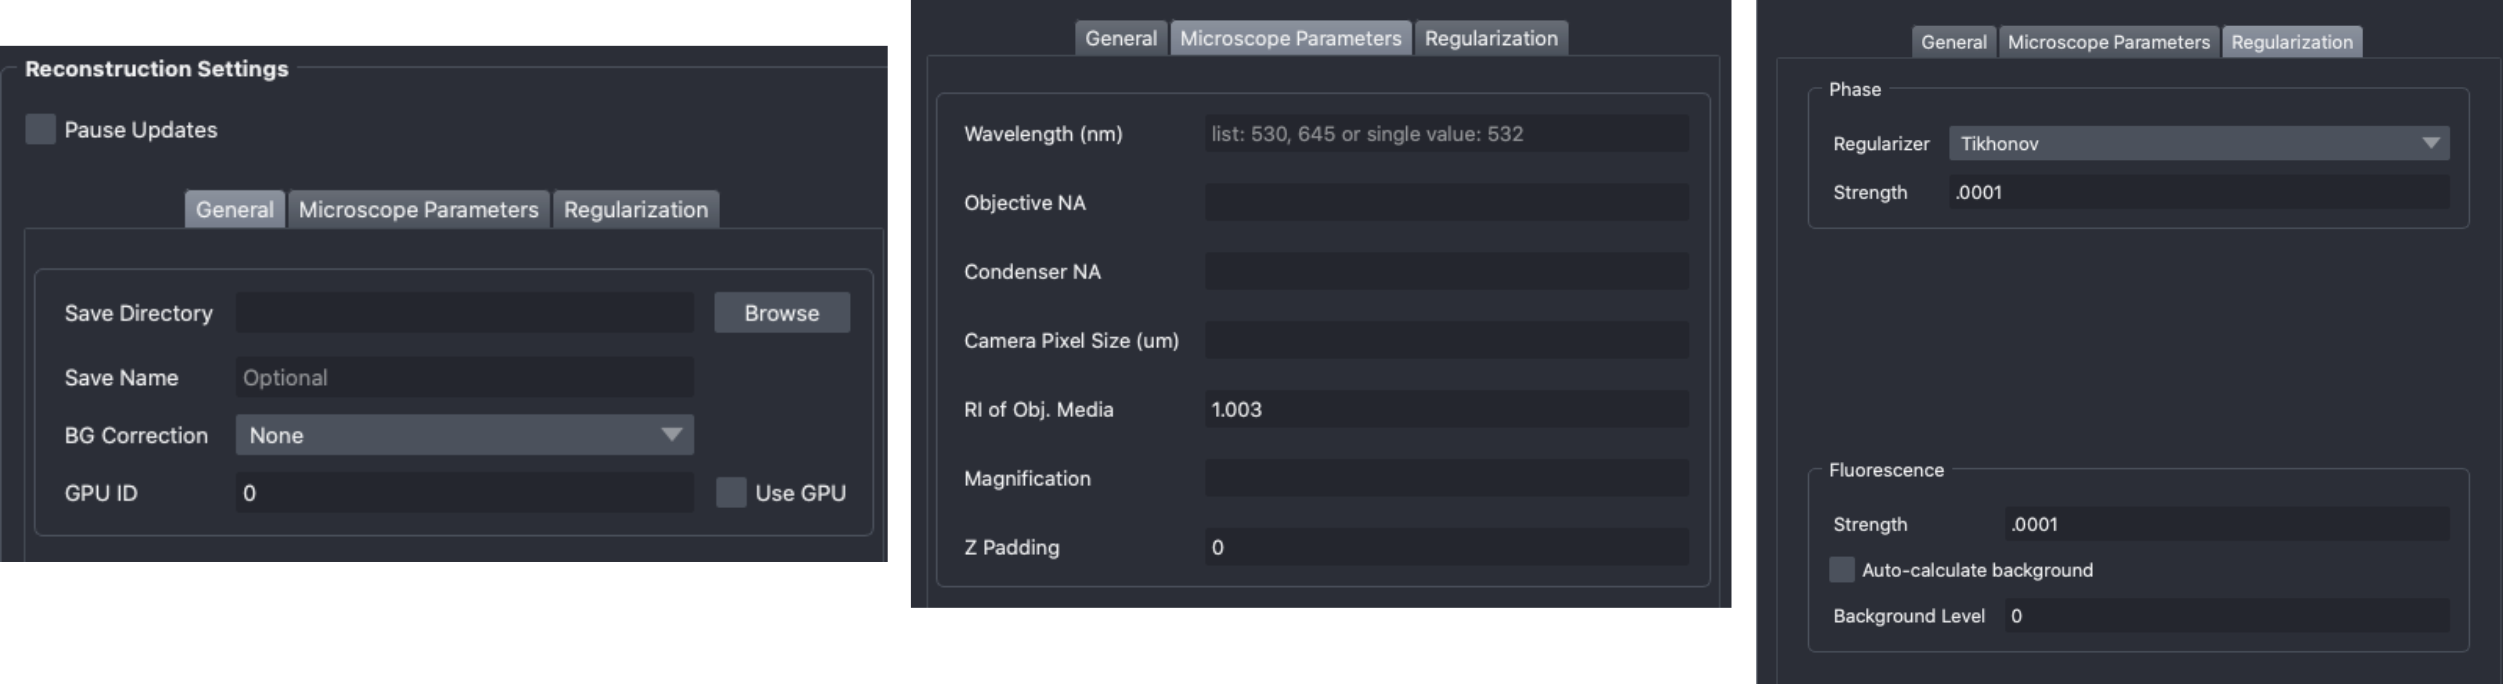 Reconstruction Settings
Pause Updates
General Microscope Parameters Regularization
Save Directory Browse
Save Name Optional
BG Correction None
GPU ID 0 Use GPU
General Microscope Parameters Regularization
Wavelength (nm) list: 530, 645 or single value: 532
Objective NA
Condenser NA
Camera Pixel Size (um)
RI of Obj. Media 1.003
Magnification
Z Padding 0
General Microscope Parameters Regularization
Phase
Regularizer Tikhonov
Strength .0001
Fluorescence
Strength .0001
Auto-calculate background
Background Level 0